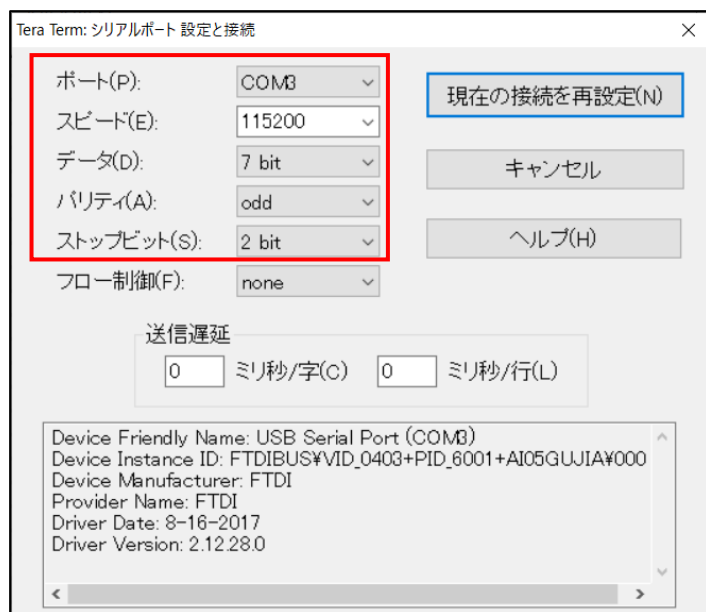 Tera Term: シリアルポート 設定と接続
ポート(P): COM3
現在の接続を再設定(N)
スピード(E): 115200
データ(D): 7 bit
キャンセル
パリティ(A): odd
ストップビット(S): 2 bit
ヘルプ(H)
フロー制御(F): none
送信遅延
0 ミリ秒/字(C) 0 ミリ秒/行(L)
Device Friendly Name: USB Serial Port (COM3)
Device Instance ID: FTDIBUS¥VID_0403+PID_6001+AI05GUJIA¥000
Device Manufacturer: FTDI
Provider Name: FTDI
Driver Date: 8-16-2017
Driver Version: 2.12.28.0